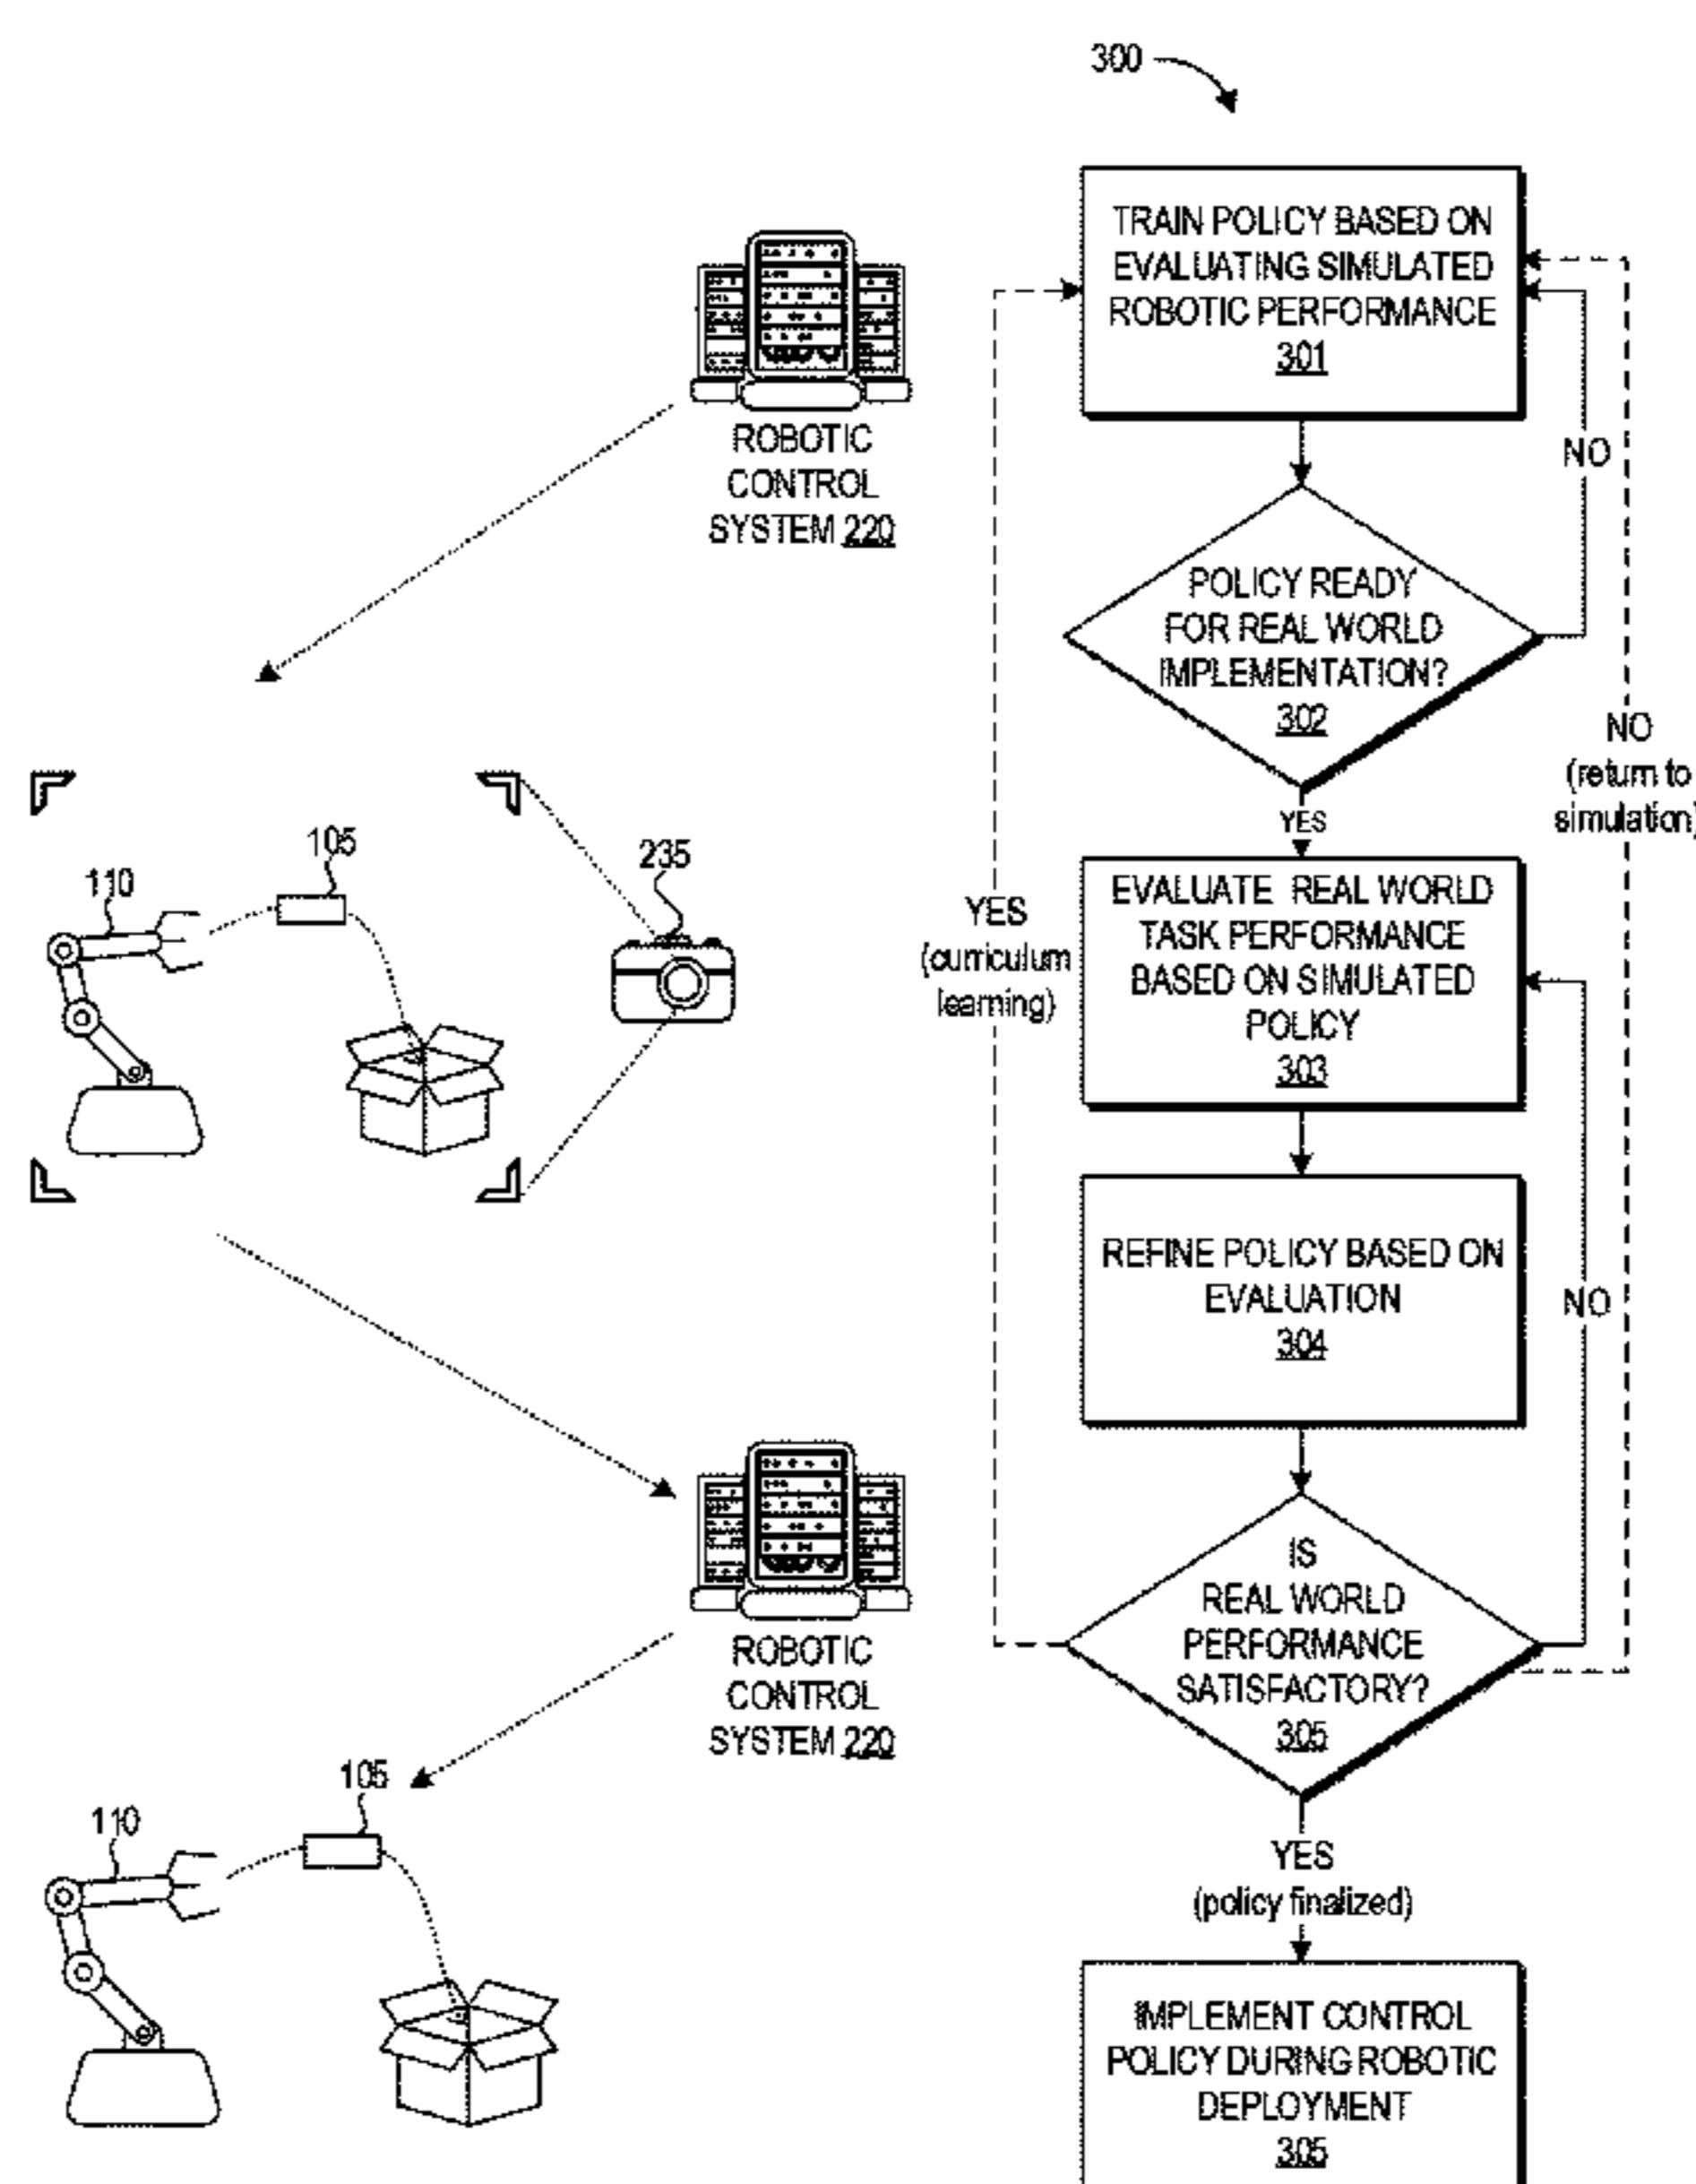 300
TRAIN POLICY BASED ON
EVALUATING SIMULATED
ROBOTIC PERFORMANCE
301
ROBOTIC
CONTROL
SYSTEM 220
NO
POLICY READY
FOR REAL WORLD
IMPLEMENTATION?
302
NO
(return to
simulation)
YES
105
110
235
YES
(curriculum
learning)
EVALUATE REAL WORLD
TASK PERFORMANCE
BASED ON SIMULATED
POLICY
303
REFINE POLICY BASED ON
EVALUATION
304
NO
ROBOTIC
CONTROL
SYSTEM 220
IS
REAL WORLD
PERFORMANCE
SATISFACTORY?
305
105
110
YES
(policy finalized)
IMPLEMENT CONTROL
POLICY DURING ROBOTIC
DEPLOYMENT
305